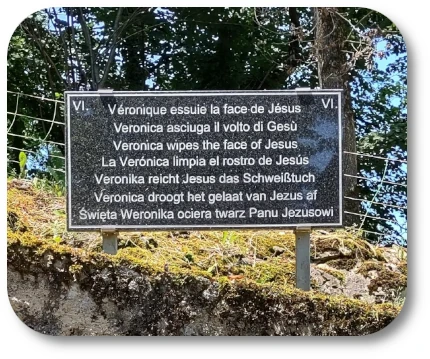 VI. Véronique essuie la face de Jésus VI.
Veronica asciuga il volto di Gesù
Veronica wipes the face of Jesus
La Verónica limpia el rostro de Jesús
Veronika reicht Jesus das Schweißtuch
Veronica droogt het gelaat van Jezus af
Święta Weronika ociera twarz Panu Jezusowi